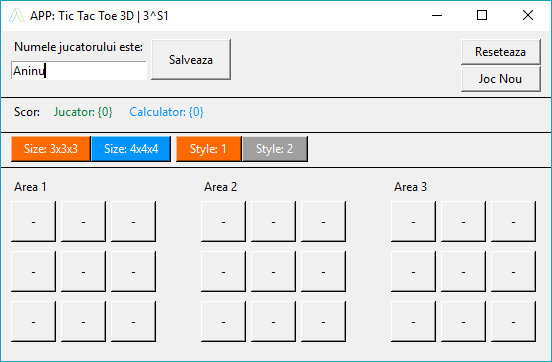 APP: Tic Tac Toe 3D | 3^S1
Numele jucatorului este:
Aninu
Salveaza
Reseteaza
Joc Nou
Scor: Jucator: {0} Calculator: {0}
Size: 3x3x3 Size: 4x4x4 Style: 1 Style: 2
Area 1 Area 2 Area 3
- - - - - - - - -
- - - - - - - - -
- - - - - - - - -